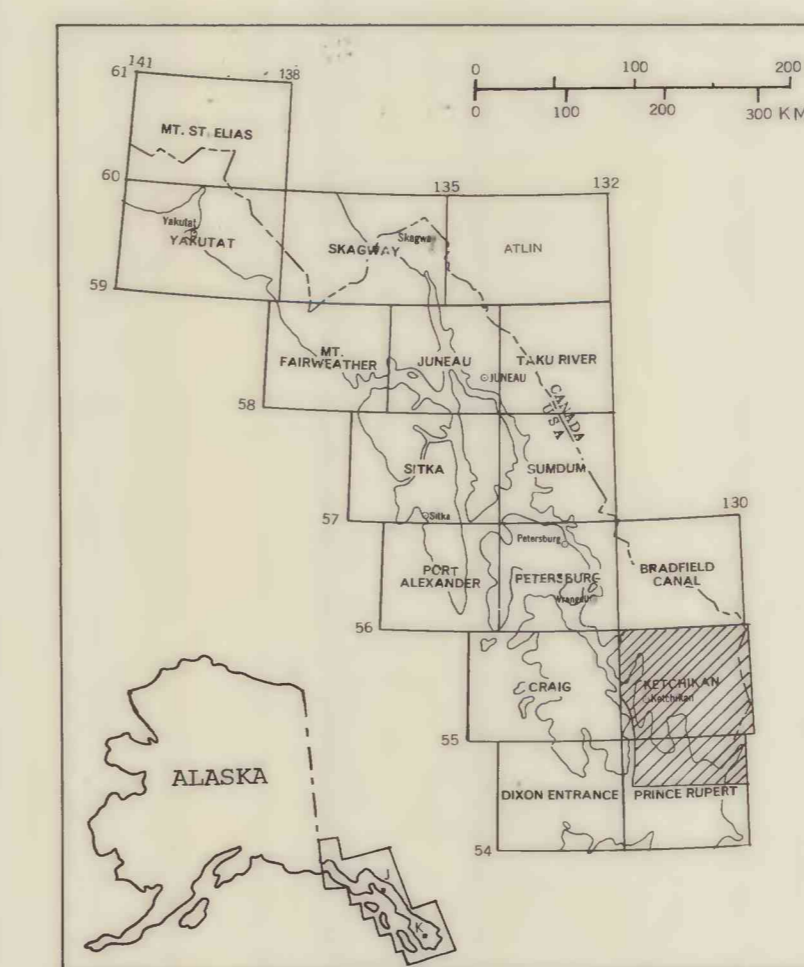 141
61
138
0 100 200
0 100 200 300 KM
MT. ST. ELIAS
60
135
132
Yakutat
YAKUTAT
SKAGWAY
Skagway
ATLIN
59
MT.
FAIRWEATHER
JUNEAU
JUNEAU
TAKU RIVER
58
CANADA
USA
SITKA
SUMDUM
Sitka
57
130
Petersburg
PORT
ALEXANDER
PETERSBURG
Wrangell
BRADFIELD
CANAL
56
CRAIG
KETCHIKAN
Ketchikan
55
DIXON ENTRANCE
PRINCE RUPERT
54
ALASKA
J
K